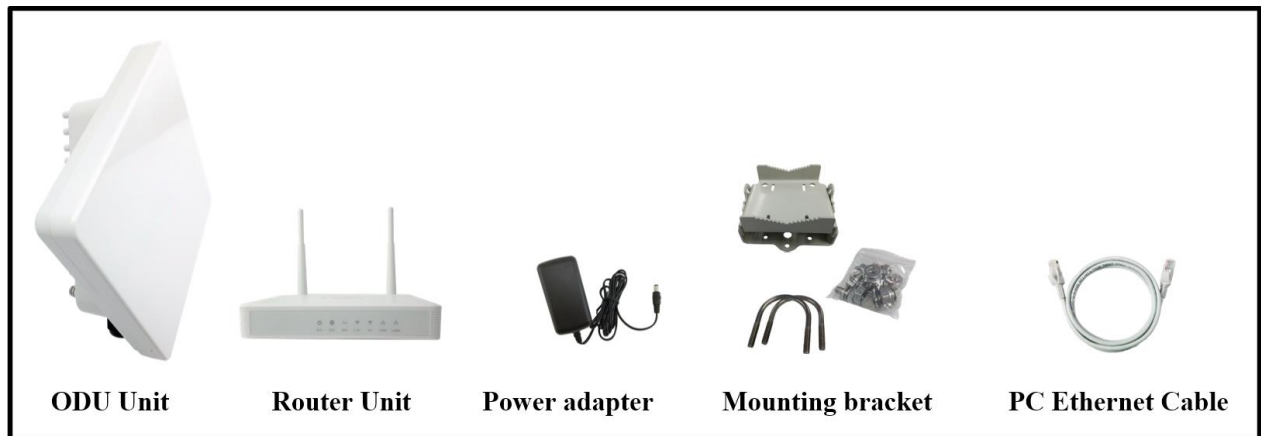 ODU Unit
Router Unit
Power adapter
Mounting bracket
PC Ethernet Cable